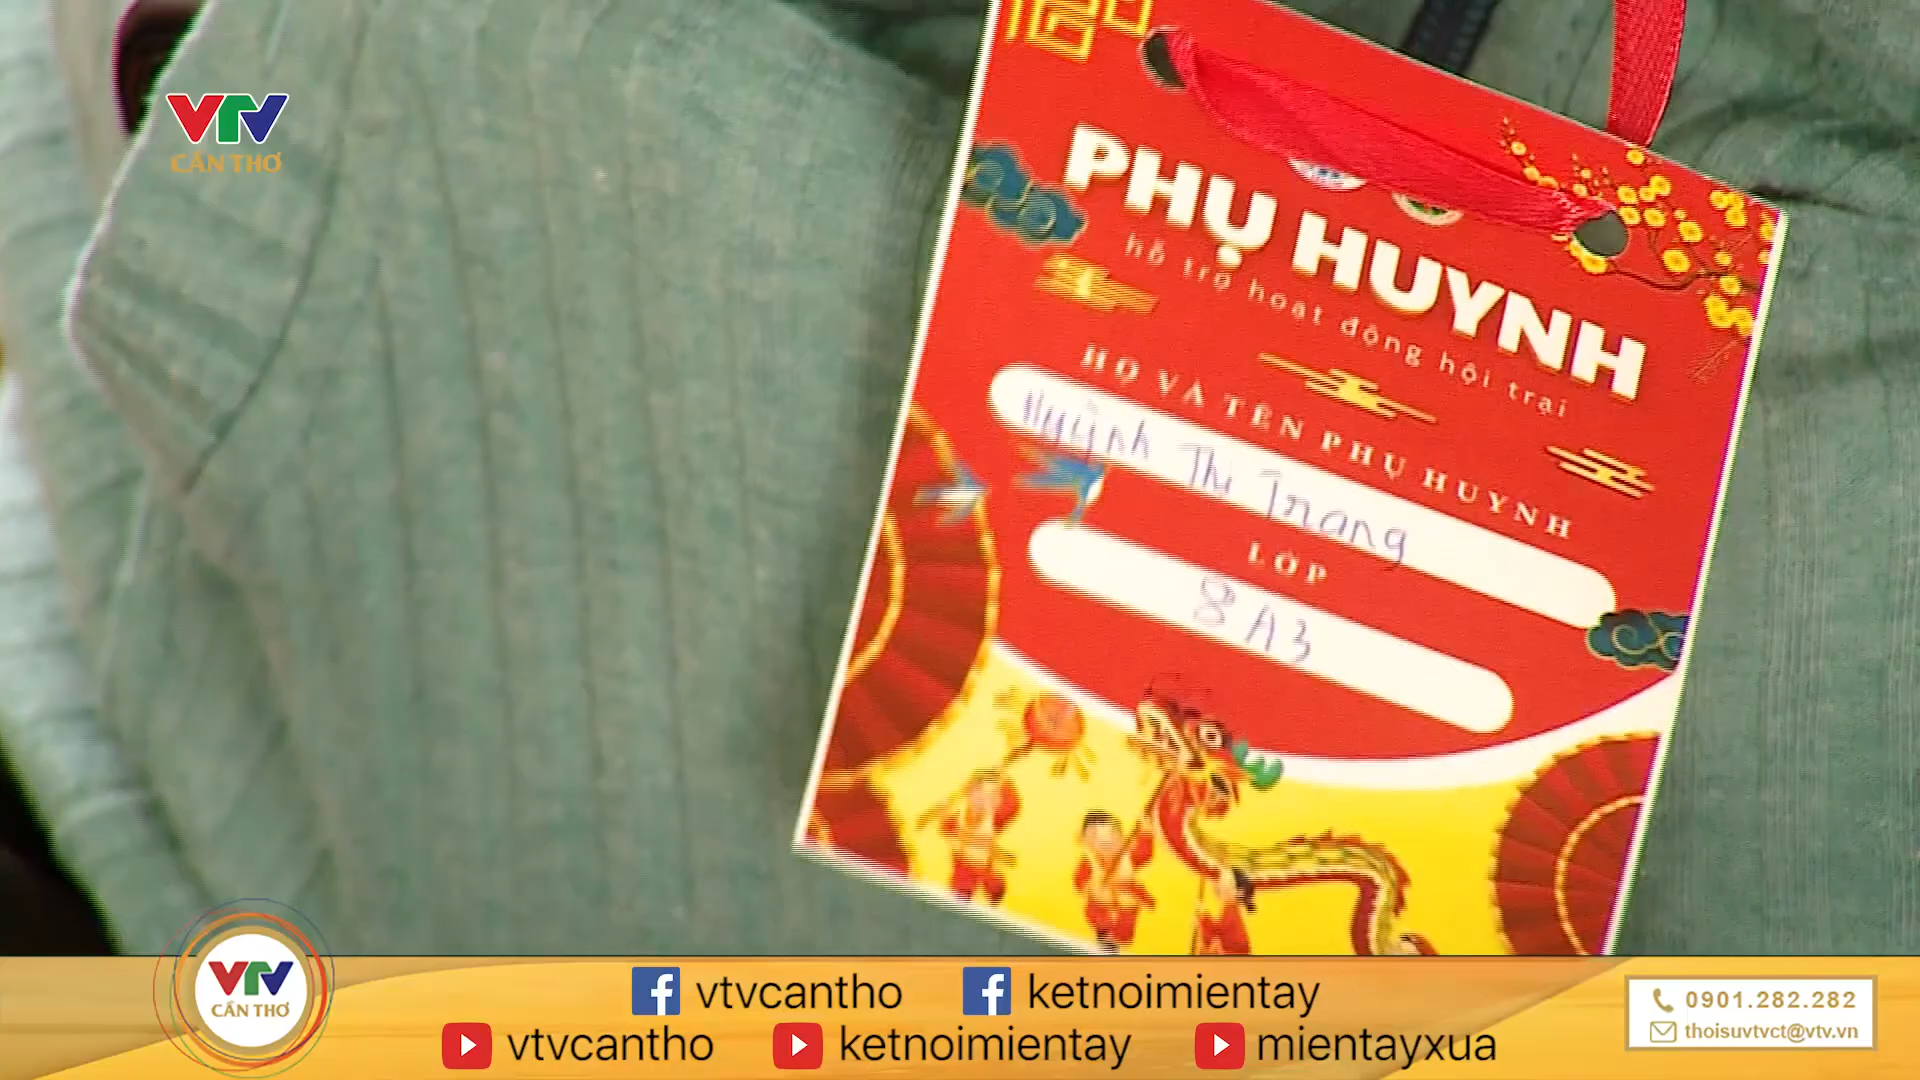 VTV
CẦN THƠ
PHỤ HUYNH
hỗ trợ hoạt động hội trại
HỌ VÀ TÊN PHỤ HUYNH
Huỳnh Thị Trang
LỚP
8A3
VTV
CẦN THƠ
vtvcantho
ketnoimientay
vtvcantho
ketnoimientay
mientayxua
0901.282.282
thoisuvtvct@vtv.vn